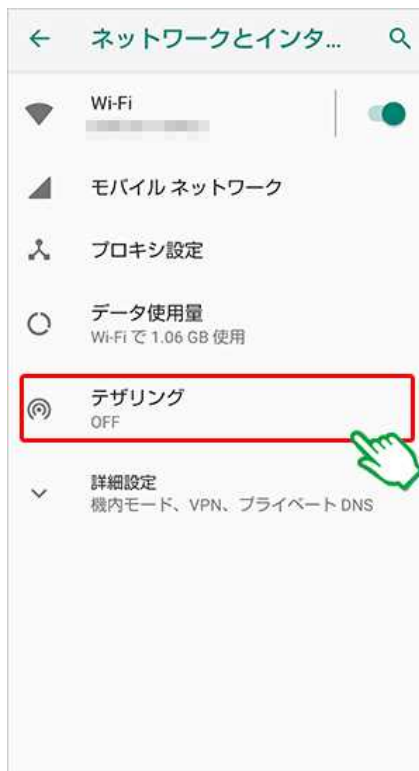 ネットワークとインタ...
Wi-Fi
モバイル ネットワーク
プロキシ設定
データ使用量
Wi-Fi で 1.06 GB 使用
テザリング
OFF
詳細設定
機内モード、VPN、プライベート DNS